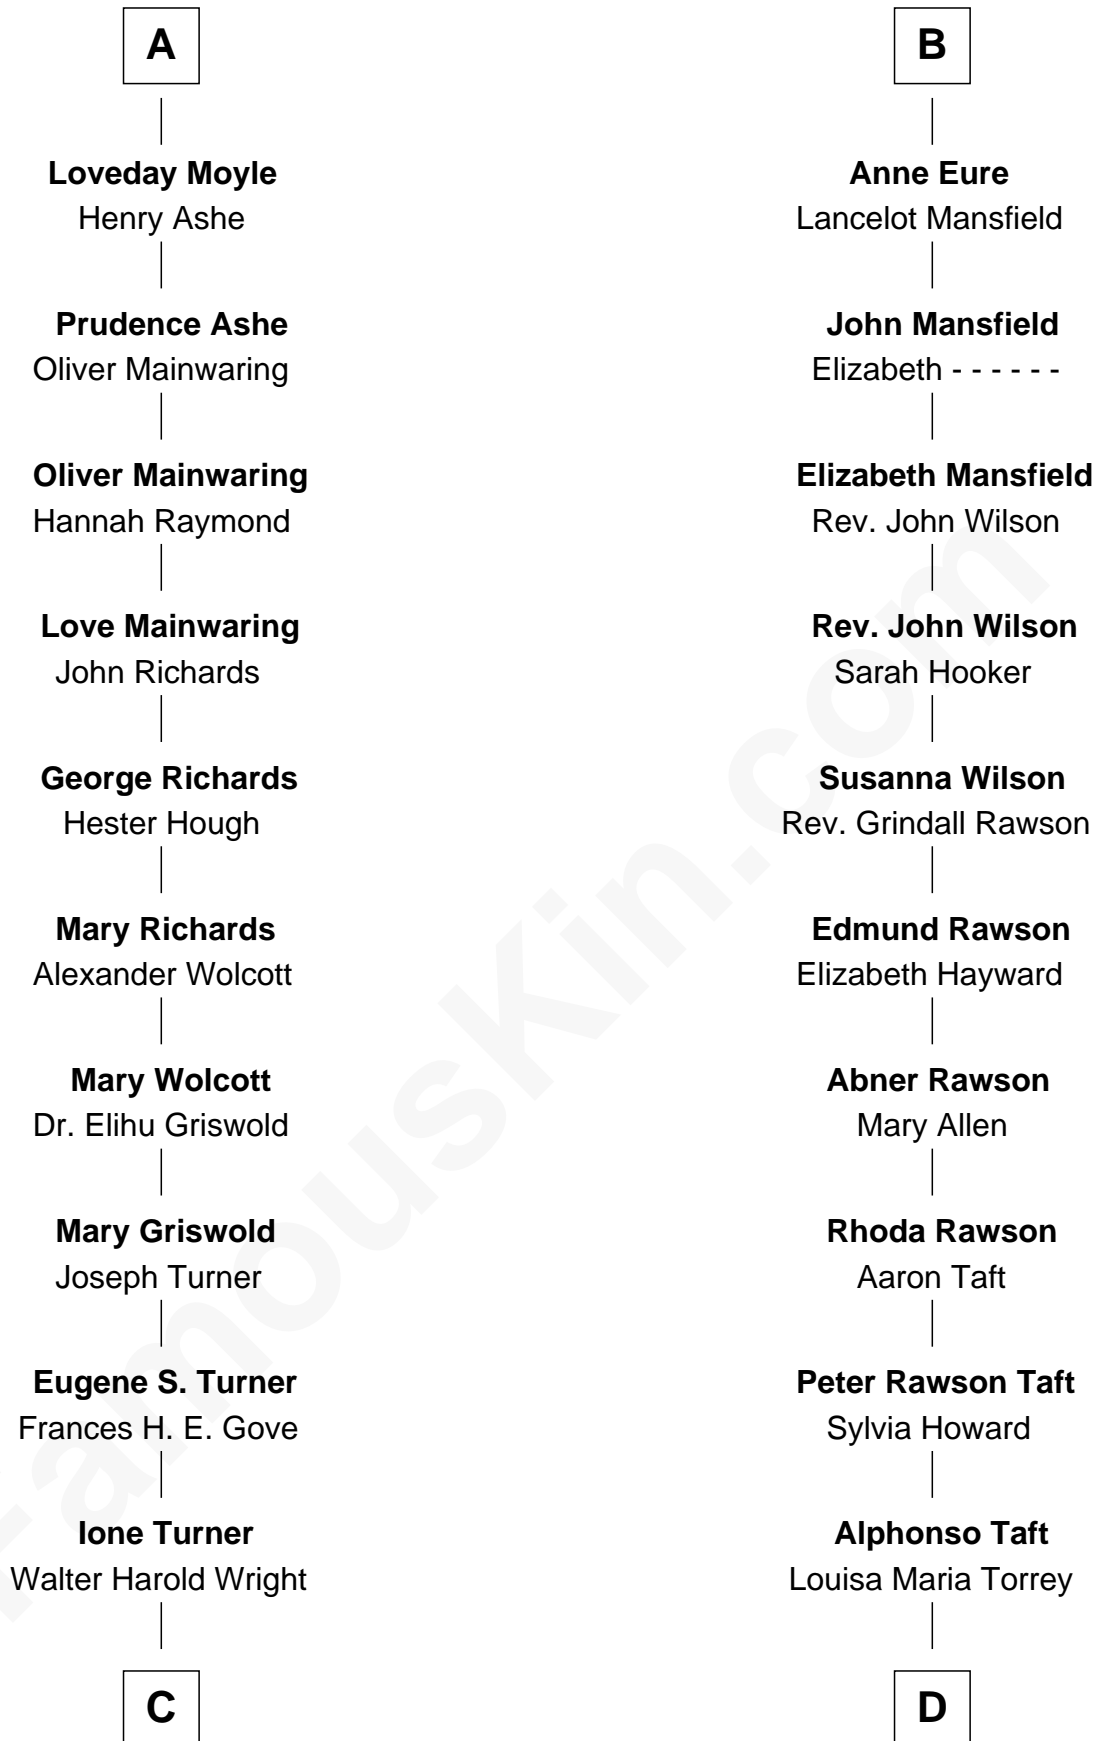 A
Loveday Moyle
Henry Ashe
Prudence Ashe
Oliver Mainwaring
Oliver Mainwaring
Hannah Raymond
Love Mainwaring
John Richards
George Richards
Hester Hough
Mary Richards
Alexander Wolcott
Mary Wolcott
Dr. Elihu Griswold
Mary Griswold
Joseph Turner
Eugene S. Turner
Frances H. E. Gove
Ione Turner
Walter Harold Wright
C
B
Anne Eure
Lancelot Mansfield
John Mansfield
Elizabeth - - - - - -
Elizabeth Mansfield
Rev. John Wilson
Rev. John Wilson
Sarah Hooker
Susanna Wilson
Rev. Grindall Rawson
Edmund Rawson
Elizabeth Hayward
Abner Rawson
Mary Allen
Rhoda Rawson
Aaron Taft
Peter Rawson Taft
Sylvia Howard
Alphonso Taft
Louisa Maria Torrey
D
FamousKin.com